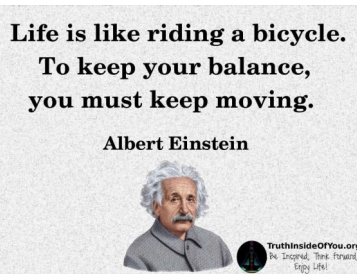 Life is like riding a bicycle.
To keep your balance,
you must keep moving.
Albert Einstein
TruthInsideOfYou.org
Be Inspired, Think Forward,
Enjoy Life!